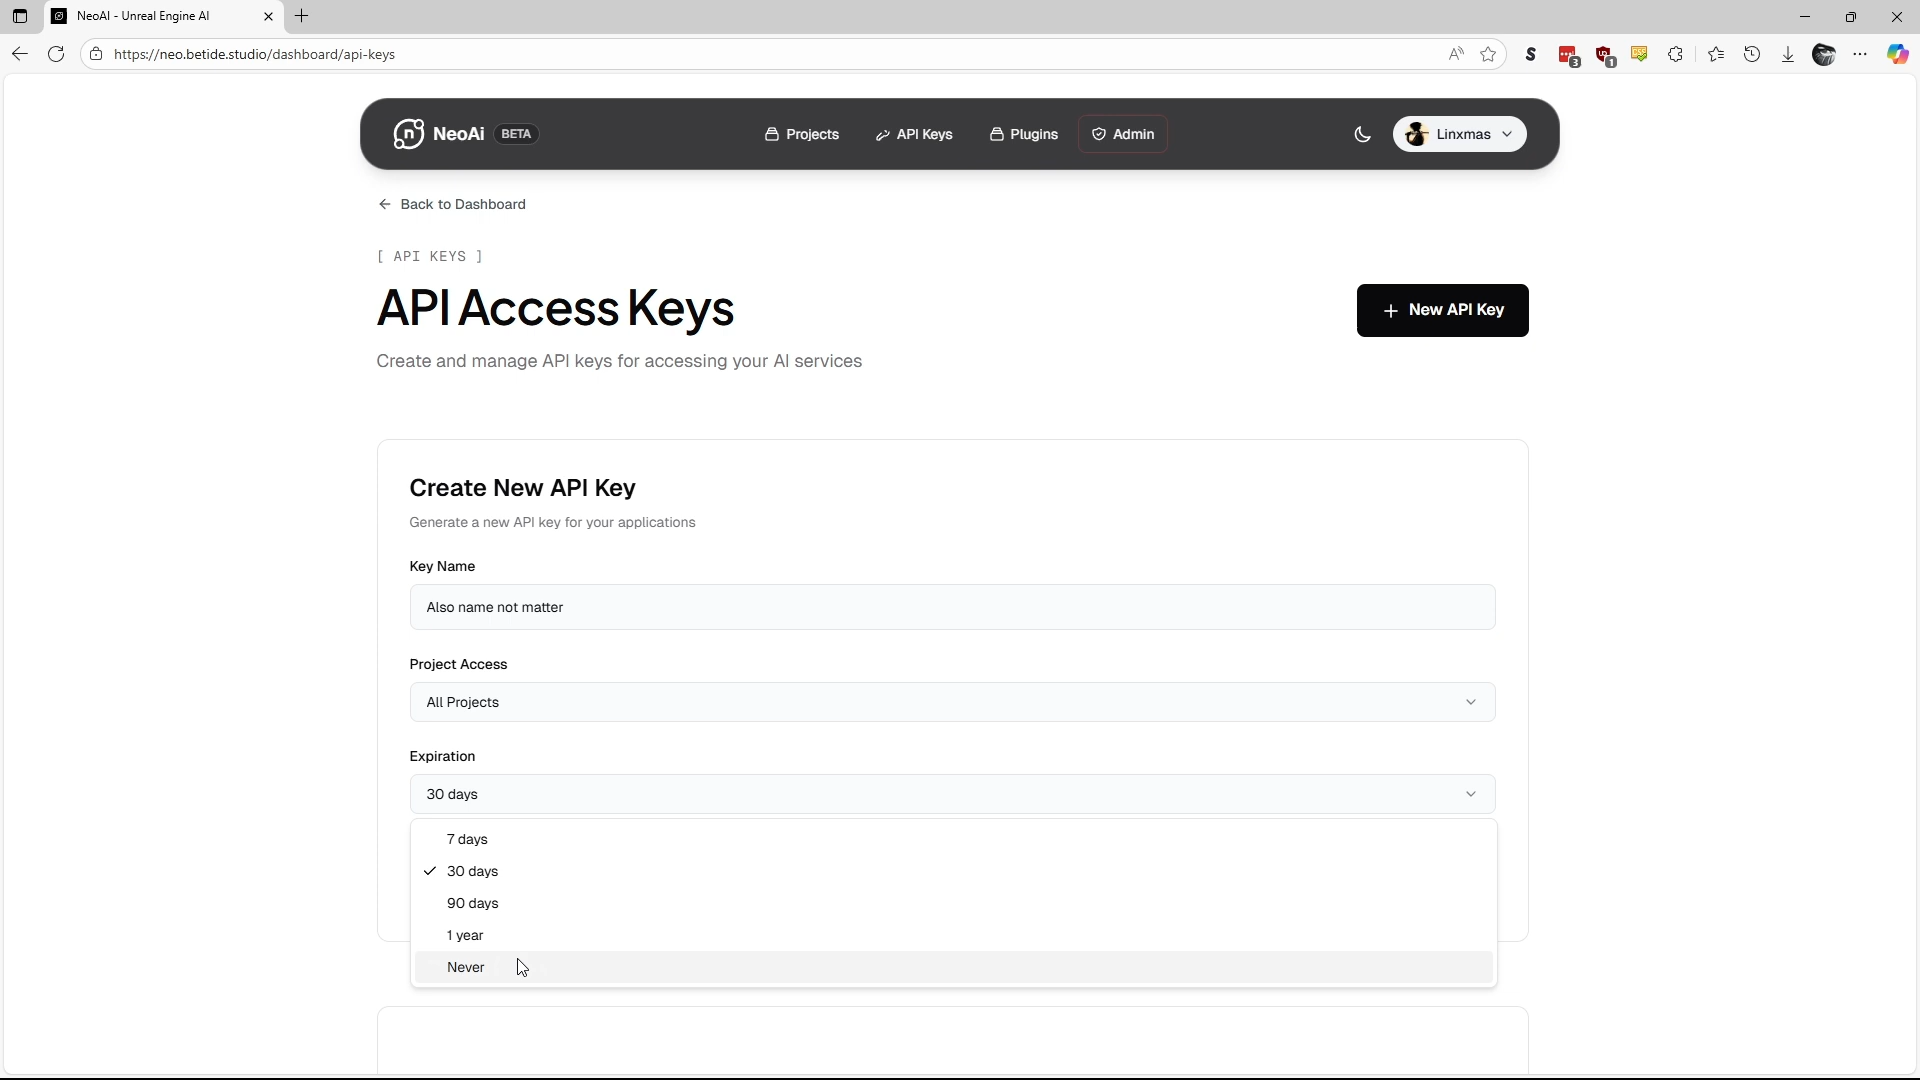 NeoAI - Unreal Engine AI
https://neo.betide.studio/dashboard/api-keys
3
1
n NeoAi BETA
Projects
API Keys
Plugins
Admin
Linxmas
Back to Dashboard
[ API KEYS ]
API Access Keys
New API Key
Create and manage API keys for accessing your AI services
Create New API Key
Generate a new API key for your applications
Key Name
Also name not matter
Project Access
All Projects
Expiration
30 days
7 days
30 days
90 days
1 year
Never